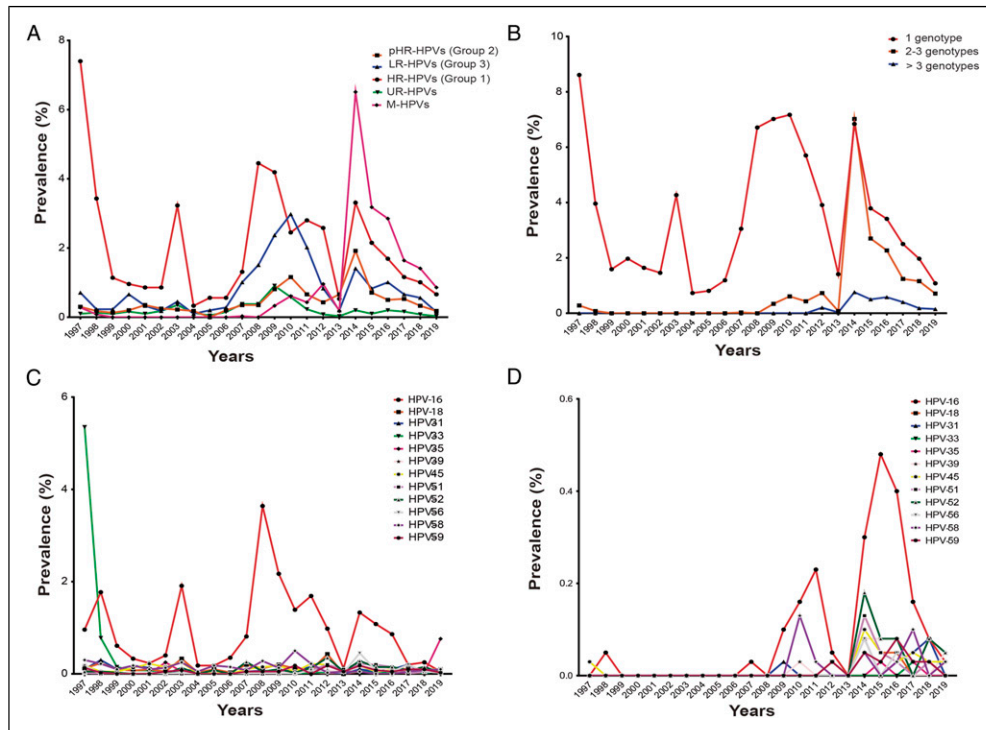 A
8
6
4
2
0
Prevalence (%)
pHR-HPVs (Group 2)
LR-HPVs (Group 3)
HR-HPVs (Group 1)
UR-HPVs
M-HPVs
1997 1998 1999 2000 2001 2002 2003 2004 2005 2006 2007 2008 2009 2010 2011 2012 2013 2014 2015 2016 2017 2018 2019
Years
B
10
8
6
4
2
0
Prevalence (%)
1 genotype
2-3 genotypes
> 3 genotypes
1997 1998 1999 2000 2001 2002 2003 2004 2005 2006 2007 2008 2009 2010 2011 2012 2013 2014 2015 2016 2017 2018 2019
Years
C
6
4
2
0
Prevalence (%)
HPV-16
HPV-18
HPV-31
HPV-33
HPV-35
HPV-39
HPV-45
HPV-51
HPV-52
HPV-56
HPV-58
HPV-59
1997 1998 1999 2000 2001 2002 2003 2004 2005 2006 2007 2008 2009 2010 2011 2012 2013 2014 2015 2016 2017 2018 2019
Years
D
0.6
0.4
0.2
0.0
Prevalence (%)
HPV-16
HPV-18
HPV-31
HPV-33
HPV-35
HPV-39
HPV-45
HPV-51
HPV-52
HPV-56
HPV-58
HPV-59
1997 1998 1999 2000 2001 2002 2003 2004 2005 2006 2007 2008 2009 2010 2011 2012 2013 2014 2015 2016 2017 2018 2019
Years